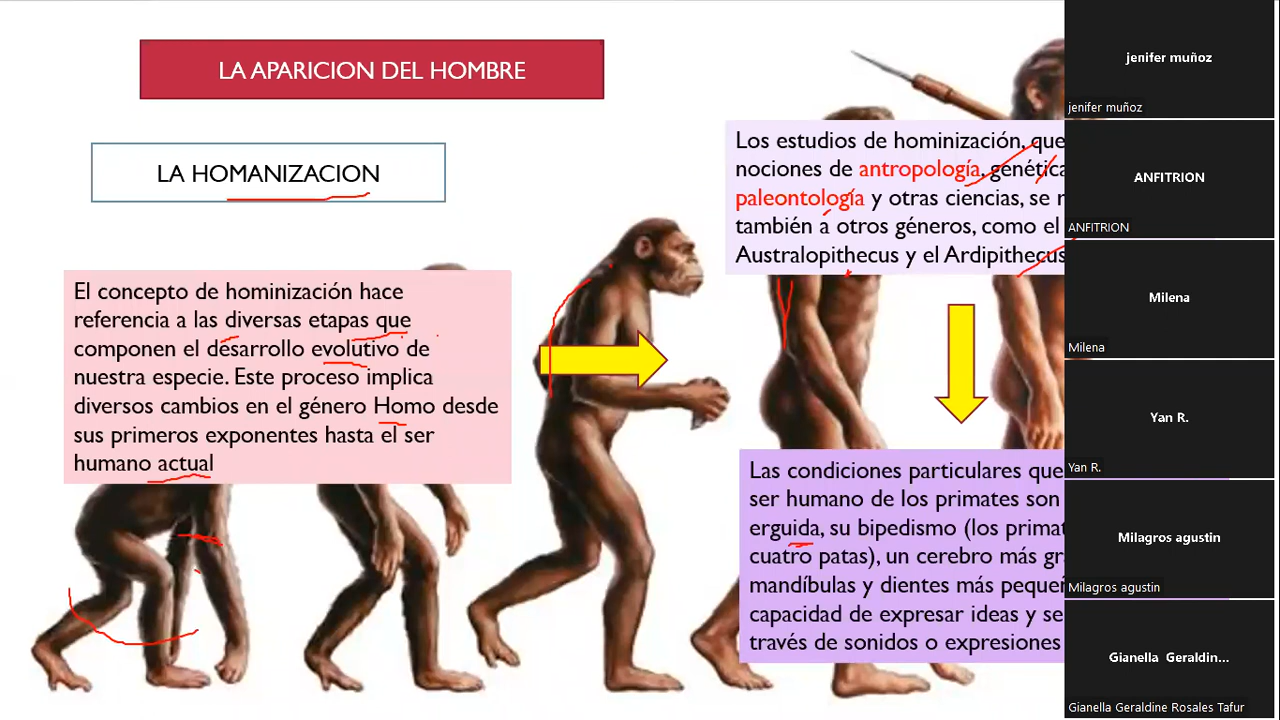 LA APARICION DEL HOMBRE
LA HOMANIZACION
El concepto de hominización hace
referencia a las diversas etapas que
componen el desarrollo evolutivo de
nuestra especie. Este proceso implica
diversos cambios en el género Homo desde
sus primeros exponentes hasta el ser
humano actual
Los estudios de hominización, que
nociones de antropología, genética
paleontología y otras ciencias, se
también a otros géneros, como el
Australopithecus y el Ardipithecus
Las condiciones particulares que
ser humano de los primates son
erguida, su bipedismo (los
cuatro patas), un cerebro más
mandíbulas y dientes más
capacidad de expresar ideas y
través de sonidos o expresiones
jenifer muñoz
jenifer muñoz
ANFITRION
ANFITRION
Milena
Milena
Yan R.
Yan R.
Milagros agustin
Milagros agustin
Gianella Geraldin...
Gianella Geraldine Rosales Tafur